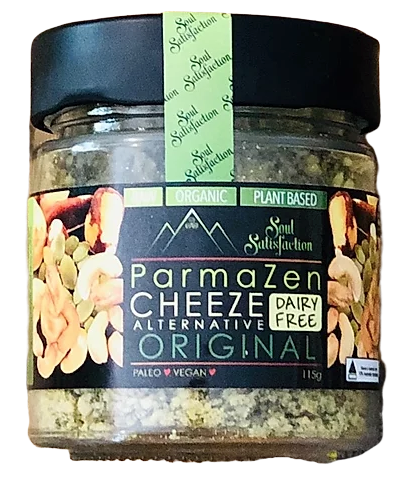 Soul
Satisfaction
Soul
Satisfaction
Soul
Satisfaction
ORGANIC
PLANT BASED
Soul
Satisfaction
ParmaZen
CHEEZE
DAIRY
FREE
ALTERNATIVE
ORIGINAL
PALEO ♥ VEGAN ♥
115g